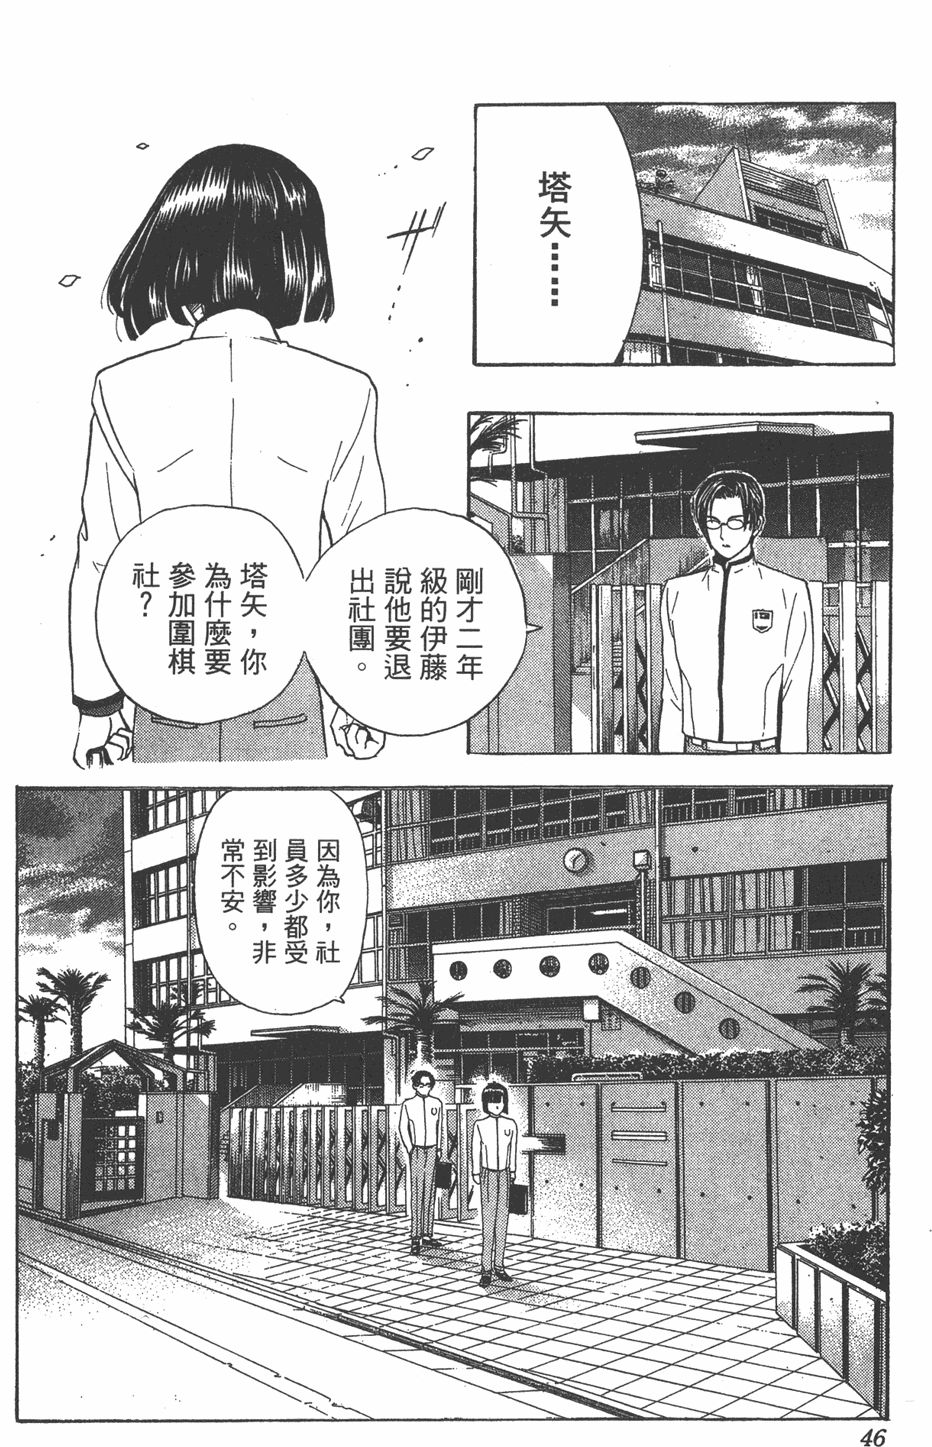 塔矢……
剛才二年
級的伊藤
說他要退
出社團。
塔矢，你
為什麼要
參加圍棋
社？
因為你，社
員多少都受
到影響，非
常不安。
46